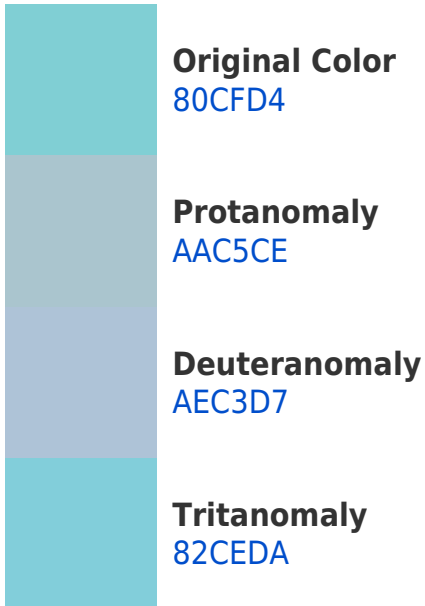 Original Color
80CFD4
Protanomaly
AAC5CE
Deuteranomaly
AEC3D7
Tritanomaly
82CEDA